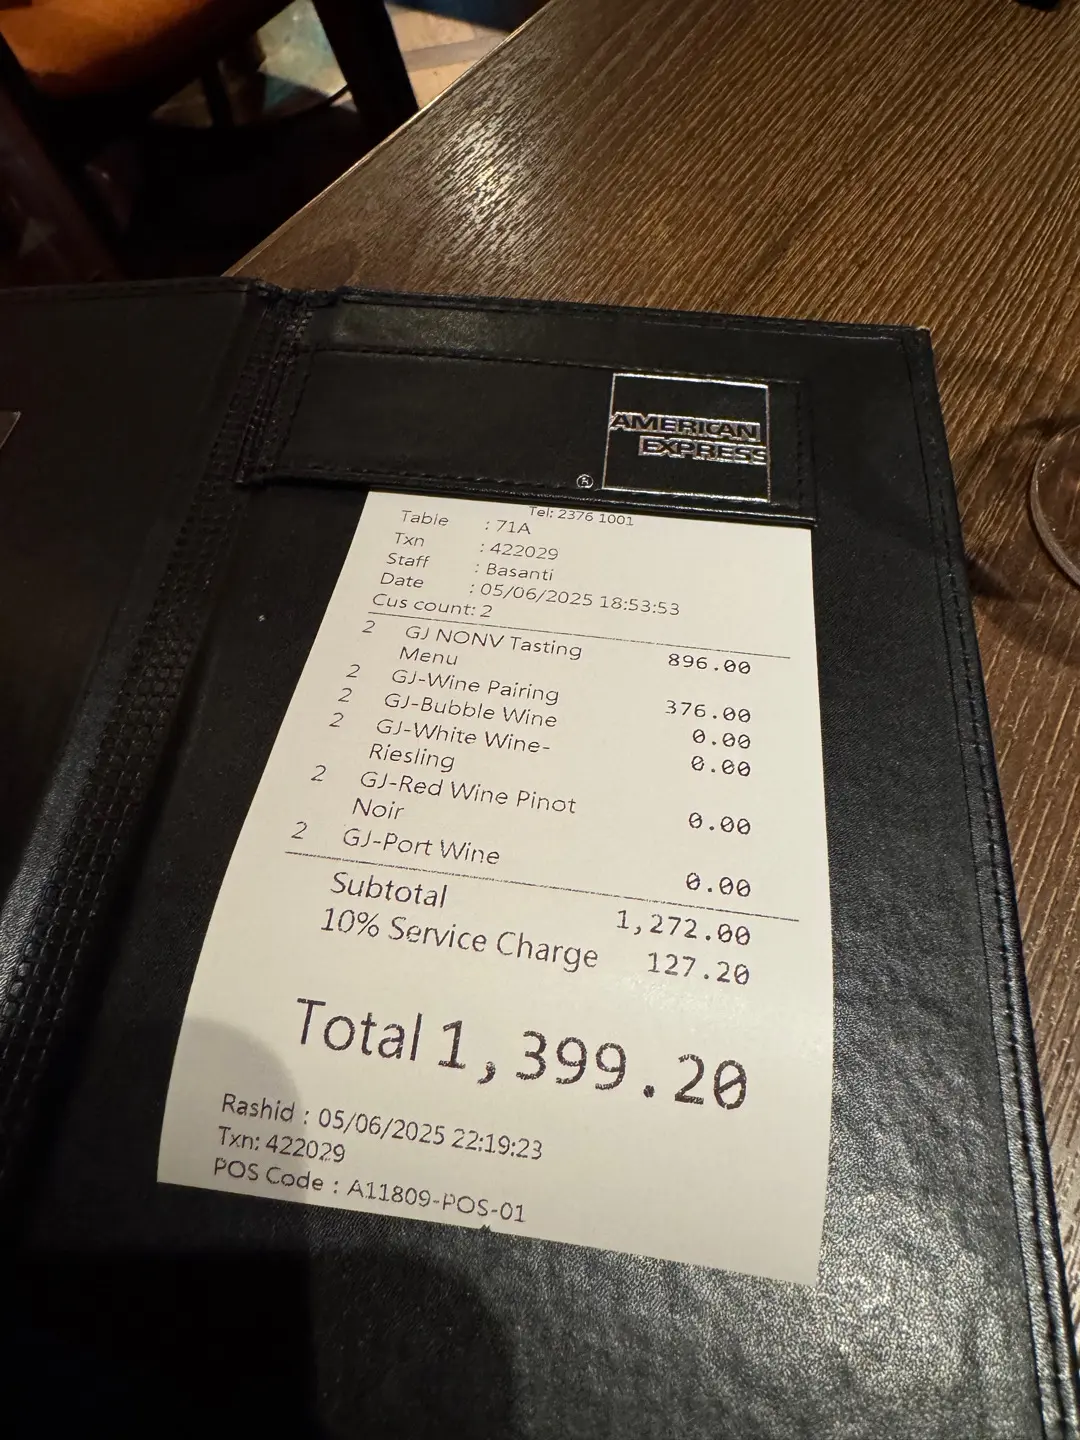 AMERICAN
EXPRESS
®
Tel: 2376 1001
Table : 71A
Txn : 422029
Staff : Basanti
Date : 05/06/2025 18:53:53
Cus count: 2
2 GJ NONV Tasting 896.00
Menu
2 GJ-Wine Pairing 376.00
2 GJ-Bubble Wine 0.00
2 GJ-White Wine- 0.00
Riesling
2 GJ-Red Wine Pinot 0.00
Noir
2 GJ-Port Wine 0.00
Subtotal 1,272.00
10% Service Charge 127.20
Total 1,399.20
Rashid : 05/06/2025 22:19:23
Txn: 422029
POS Code : A11809-POS-01